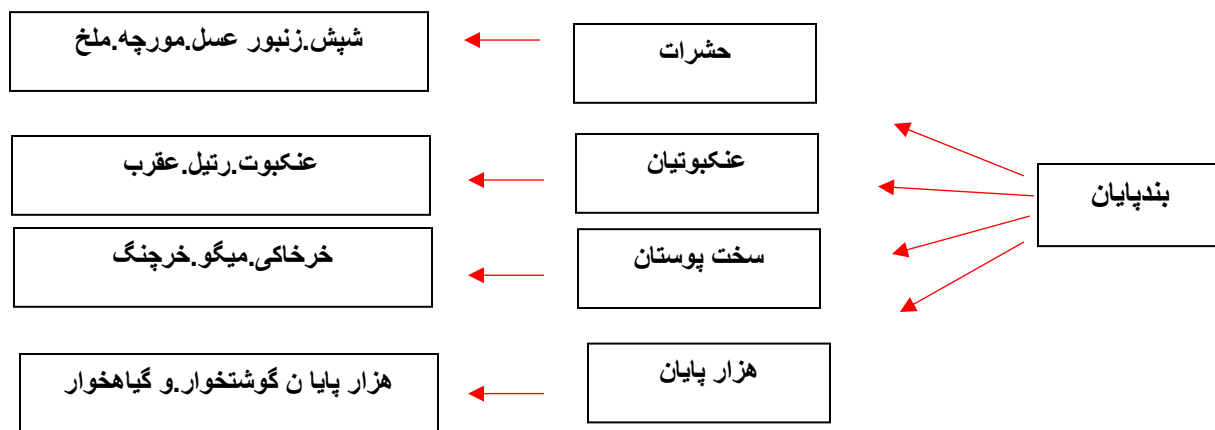 بندپایان
حشرات
شپش.زنبور عسل.مورچه.ملخ
عنکبوتیان
عنکبوت.رتیل.عقرب
سخت پوستان
خرخاکی.میگو.خرچنگ
هزار پایان
هزار پایا ن گوشتخوار.و گیاهخوار